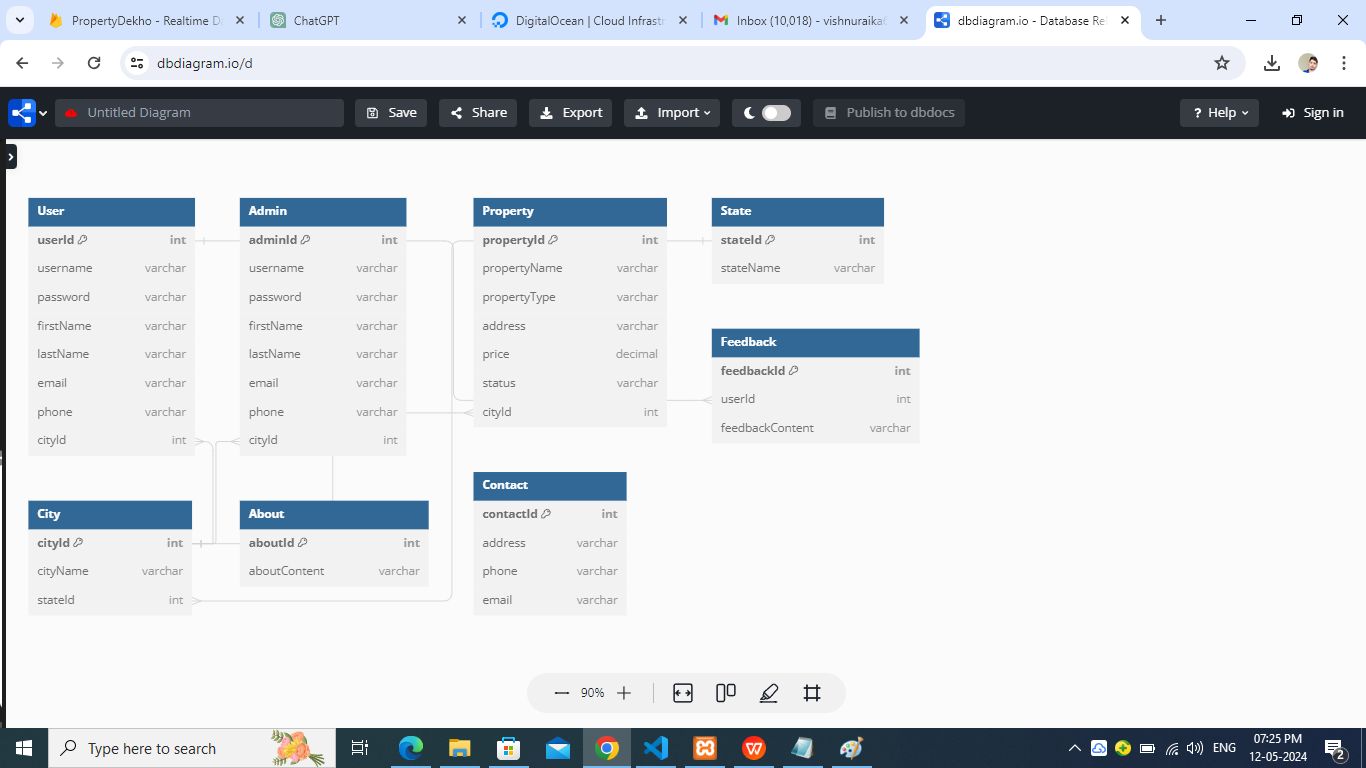 PropertyDekho - Realtime D
ChatGPT
DigitalOcean | Cloud Infrast
Inbox (10,018) - vishnuraika
dbdiagram.io - Database Re
dbdiagram.io/d
Untitled Diagram
Save
Share
Export
Import
Publish to dbdocs
? Help
Sign in
User
userId int
username varchar
password varchar
firstName varchar
lastName varchar
email varchar
phone varchar
cityId int
Admin
adminId int
username varchar
password varchar
firstName varchar
lastName varchar
email varchar
phone varchar
cityId int
Property
propertyId int
propertyName varchar
propertyType varchar
address varchar
price decimal
status varchar
cityId int
State
stateId int
stateName varchar
Feedback
feedbackId int
userId int
feedbackContent varchar
City
cityId int
cityName varchar
stateId int
About
aboutId int
aboutContent varchar
Contact
contactId int
address varchar
phone varchar
email varchar
90%
Type here to search
ENG
07:25 PM
12-05-2024
2